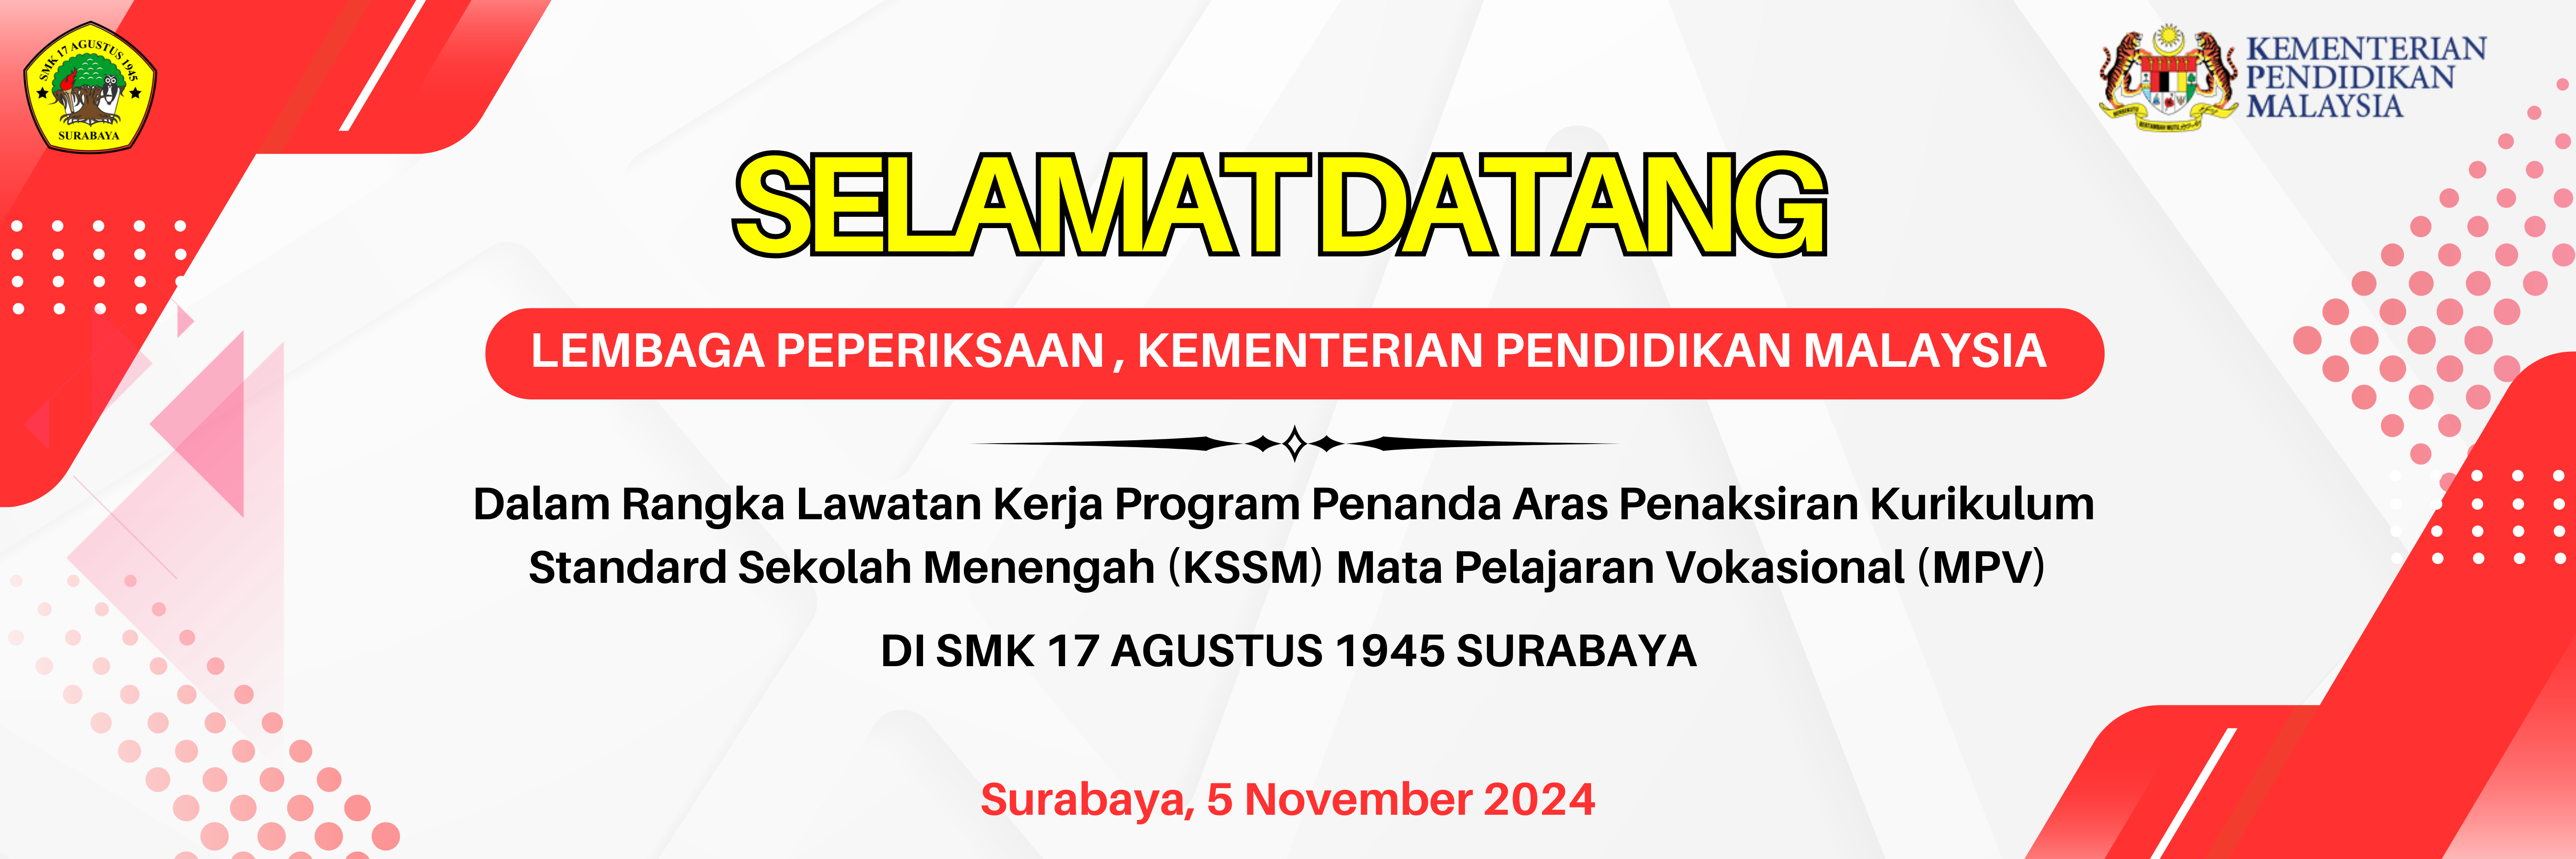 SMK 17 AGUSTUS 1945
SURABAYA
KEMENTERIAN
PENDIDIKAN
MALAYSIA
SELAMAT DATANG
LEMBAGA PEPERIKSAAN , KEMENTERIAN PENDIDIKAN MALAYSIA
Dalam Rangka Lawatan Kerja Program Penanda Aras Penaksiran Kurikulum
Standard Sekolah Menengah (KSSM) Mata Pelajaran Vokasional (MPV)
DI SMK 17 AGUSTUS 1945 SURABAYA
Surabaya, 5 November 2024